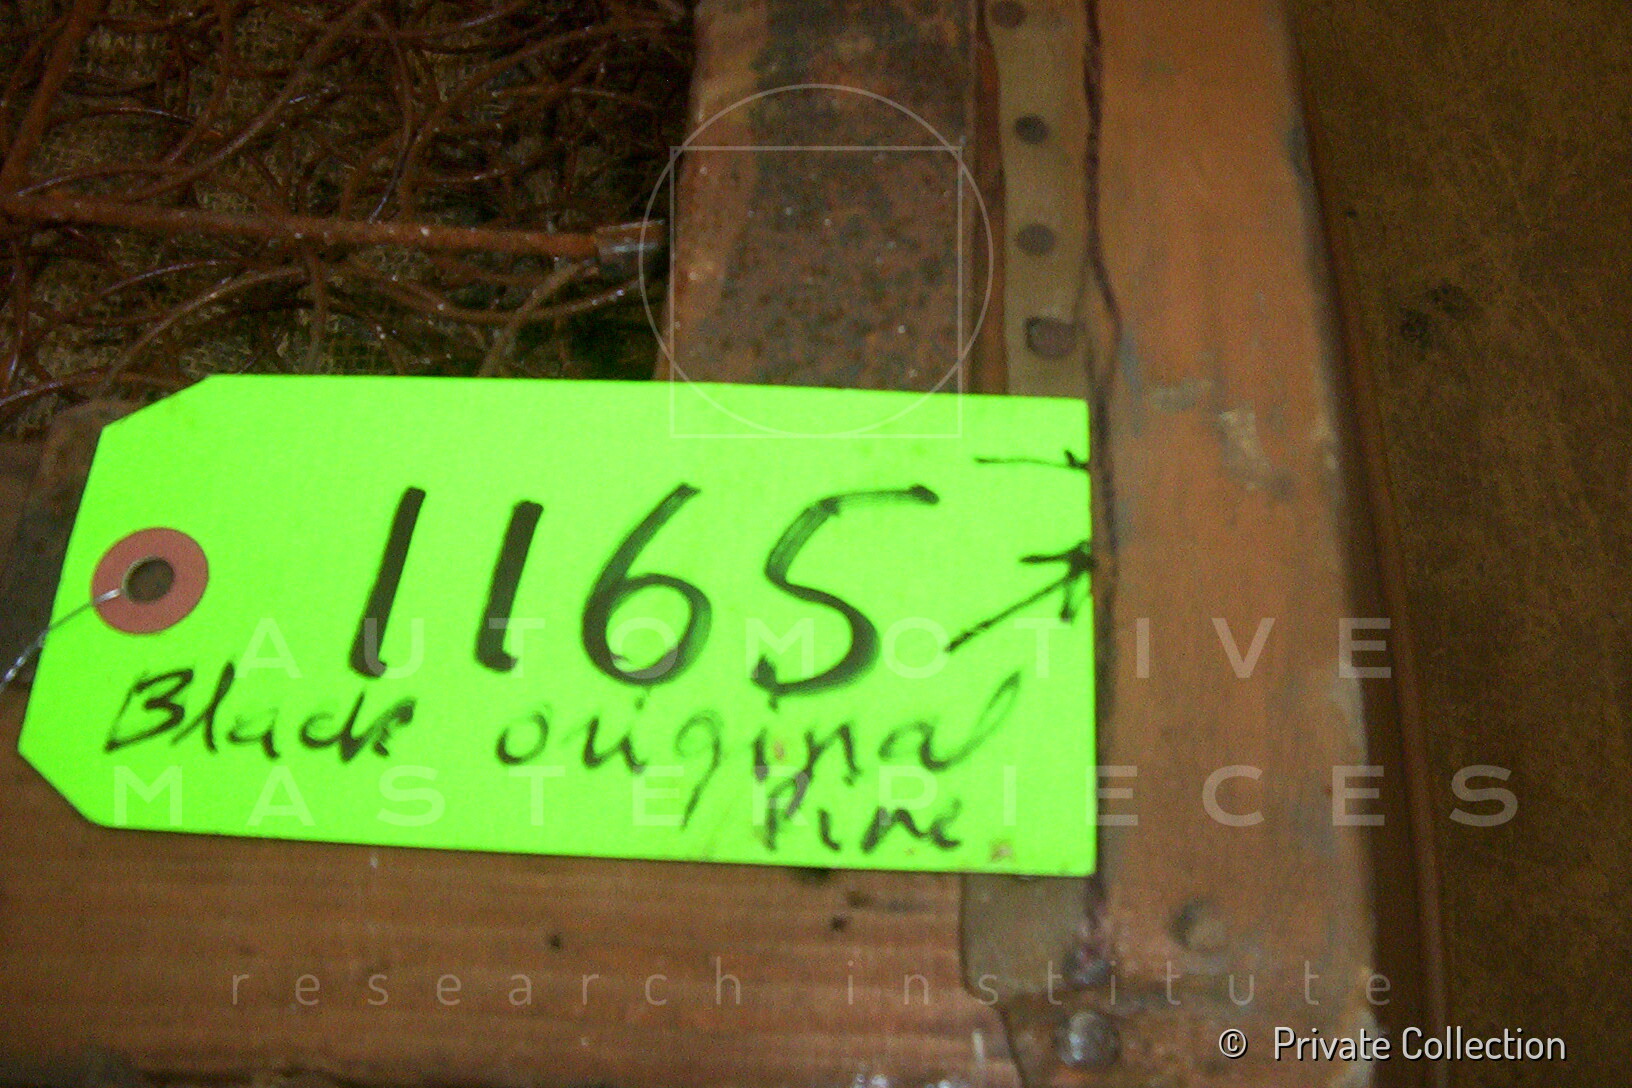 1165
Black original
Pine
AUTOMOTIVE
MASTERPIECES
research institute
© Private Collection